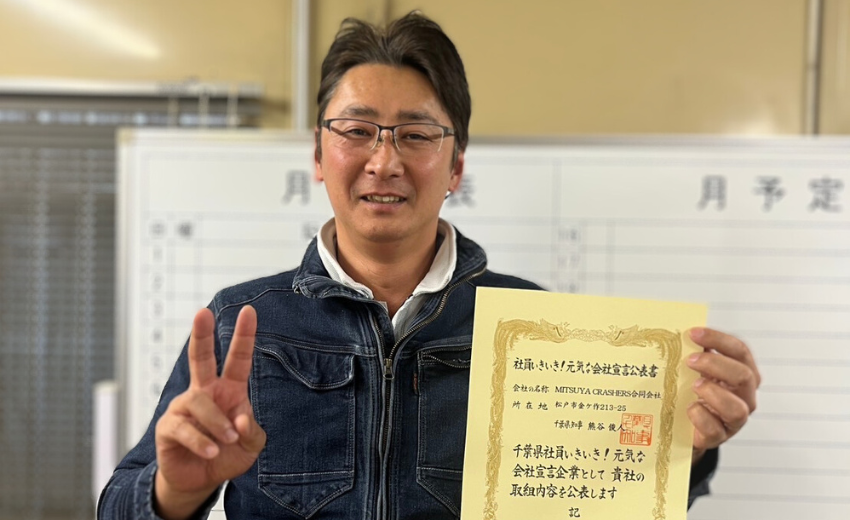 月 表
月予定
日 曜
社員いきいき！元気な会社宣言公表書
会社の名称 MITSUYA CRASHERS合同会社
所在地 松戸市金ケ作213-25
千葉県知事 熊谷 俊人
千葉県社員いきいき！元気な
会社宣言企業として 貴社の
取組内容を公表します
記